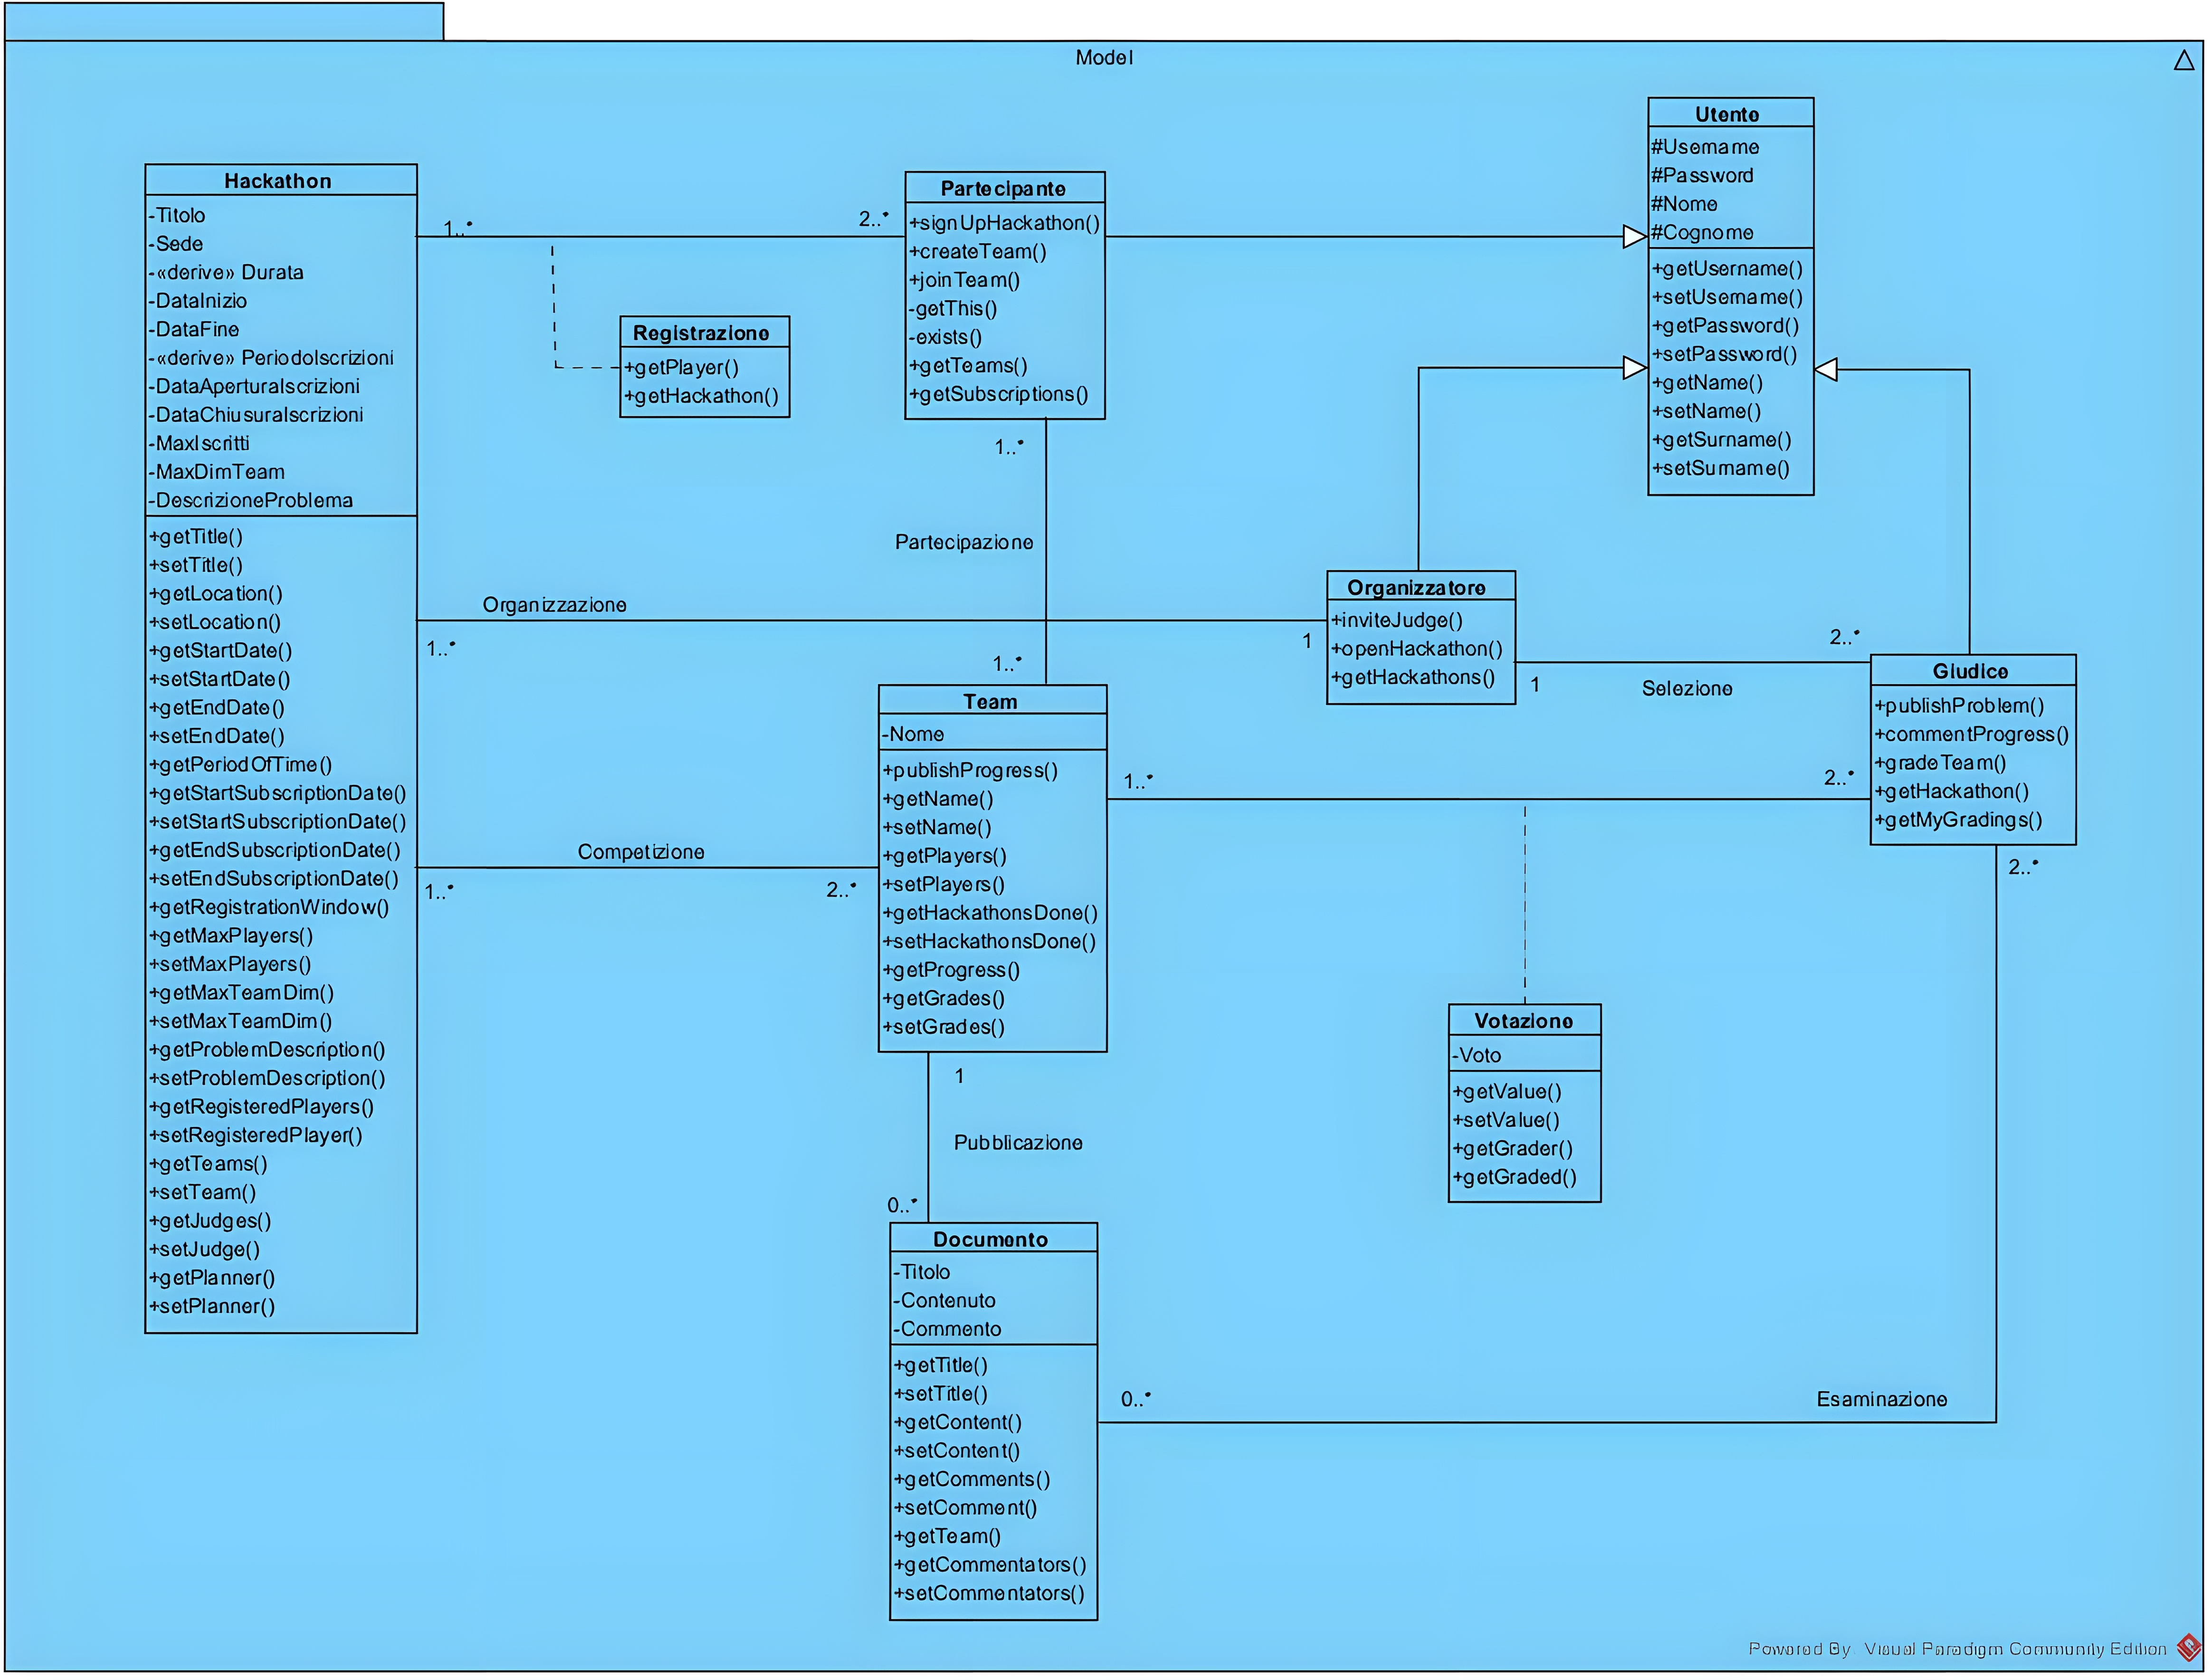 Model
Hackathon
-Titolo
-Sede
-«derive» Durata
-DataInizio
-DataFine
-«derive» PeriodoIscrizioni
-DataAperturaIscrizioni
-DataChiusuraIscrizioni
-MaxIscritti
-MaxDimTeam
-DescrizioneProblema
+getTitle()
+setTitle()
+getLocation()
+setLocation()
+getStartDate()
+setStartDate()
+getEndDate()
+setEndDate()
+getPeriodOfTime()
+getStartSubscriptionDate()
+setStartSubscriptionDate()
+getEndSubscriptionDate()
+setEndSubscriptionDate()
+getRegistrationWindow()
+getMaxPlayers()
+setMaxPlayers()
+getMaxTeamDim()
+setMaxTeamDim()
+getProblemDescription()
+setProblemDescription()
+getRegisteredPlayers()
+setRegisteredPlayer()
+getTeams()
+setTeam()
+getJudges()
+setJudge()
+getPlanner()
+setPlanner()
1..*
2..*
Registrazione
+getPlayer()
+getHackathon()
Partecipante
+signUpHackathon()
+createTeam()
+joinTeam()
-getThis()
-exists()
+getTeams()
+getSubscriptions()
Utente
#Username
#Password
#Nome
#Cognome
+getUsername()
+setUsername()
+getPassword()
+setPassword()
+getName()
+setName()
+getSurname()
+setSurname()
1..*
Partecipazione
1..*
Organizzazione
1..*
1
Organizzatore
+inviteJudge()
+openHackathon()
+getHackathons()
1
Selezione
2..*
Giudice
+publishProblem()
+commentProgress()
+gradeTeam()
+getHackathon()
+getMyGradings()
Team
-Nome
+publishProgress()
+getName()
+setName()
+getPlayers()
+setPlayers()
+getHackathonsDone()
+setHackathonsDone()
+getProgress()
+getGrades()
+setGrades()
1..*
2..*
Competizione
1..*
2..*
Votazione
-Voto
+getValue()
+setValue()
+getGrader()
+getGraded()
1
Pubblicazione
0..*
Documento
-Titolo
-Contenuto
-Commento
+getTitle()
+setTitle()
+getContent()
+setContent()
+getComments()
+setComment()
+getTeam()
+getCommentators()
+setCommentators()
2..*
0..*
Esaminazione
Powered By Visual Paradigm Community Edition